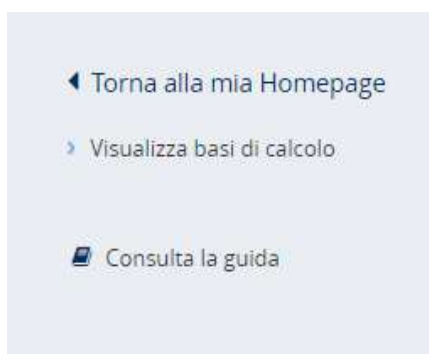 Torna alla mia Homepage
Visualizza basi di calcolo
Consulta la guida